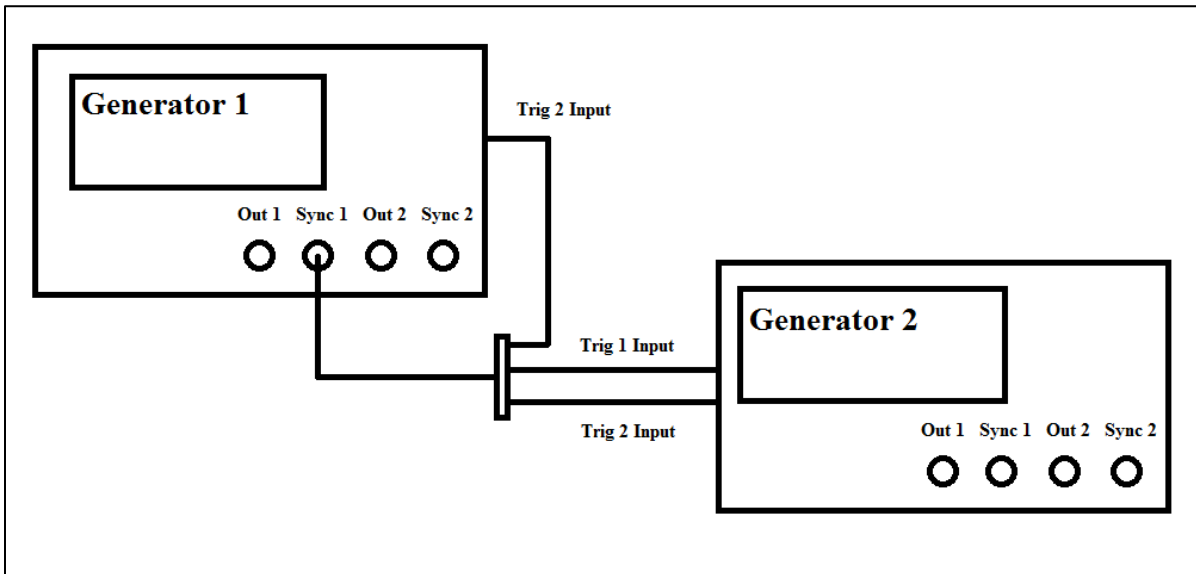 Generator 1
Trig 2 Input
Out 1 Sync 1 Out 2 Sync 2
Trig 1 Input
Generator 2
Trig 2 Input
Out 1 Sync 1 Out 2 Sync 2